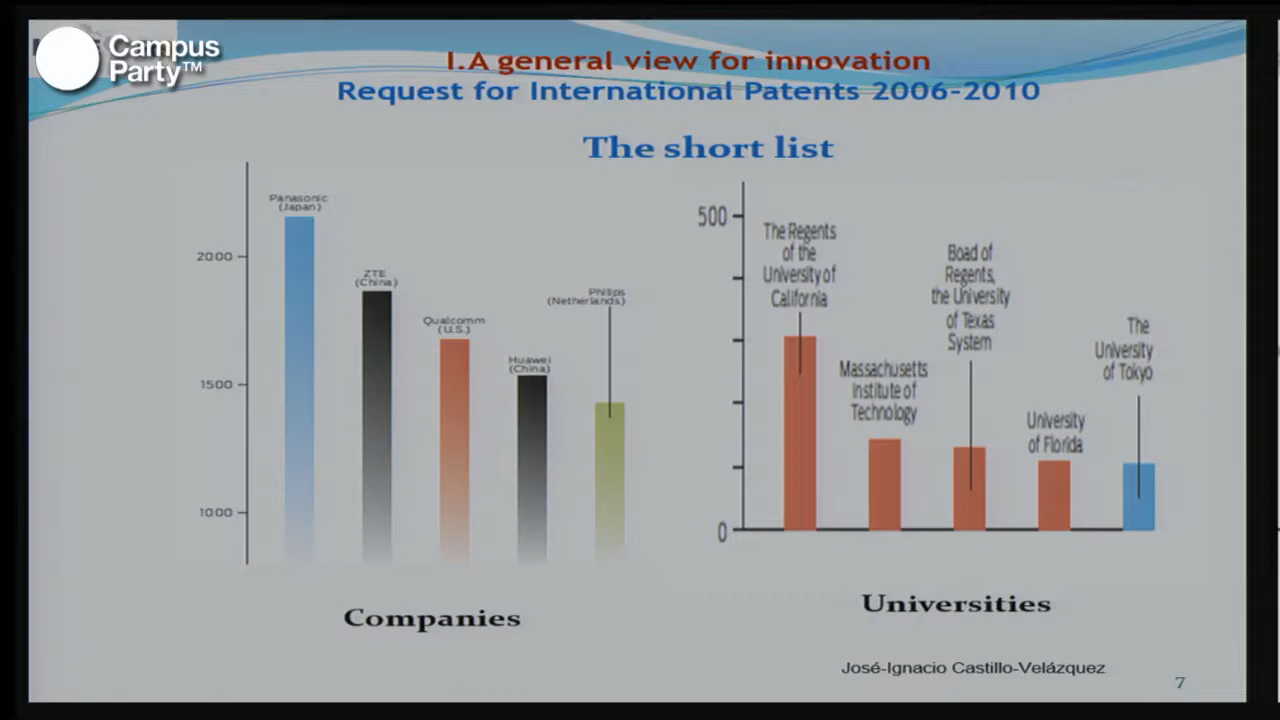 Campus
Party™
I.A general view for innovation
Request for International Patents 2006-2010
The short list
Panasonic
(Japan)
ZTE
(China)
Qualcomm
(U.S.)
Huawei
(China)
Philips
(Netherlands)
2000
1500
1000
Companies
500
0
The Regents
of the
University of
California
Massachusetts
Institute of
Technology
Boad of
Regents,
the University
of Texas
System
University
of Florida
The
University
of Tokyo
Universities
José-Ignacio Castillo-Velázquez
7